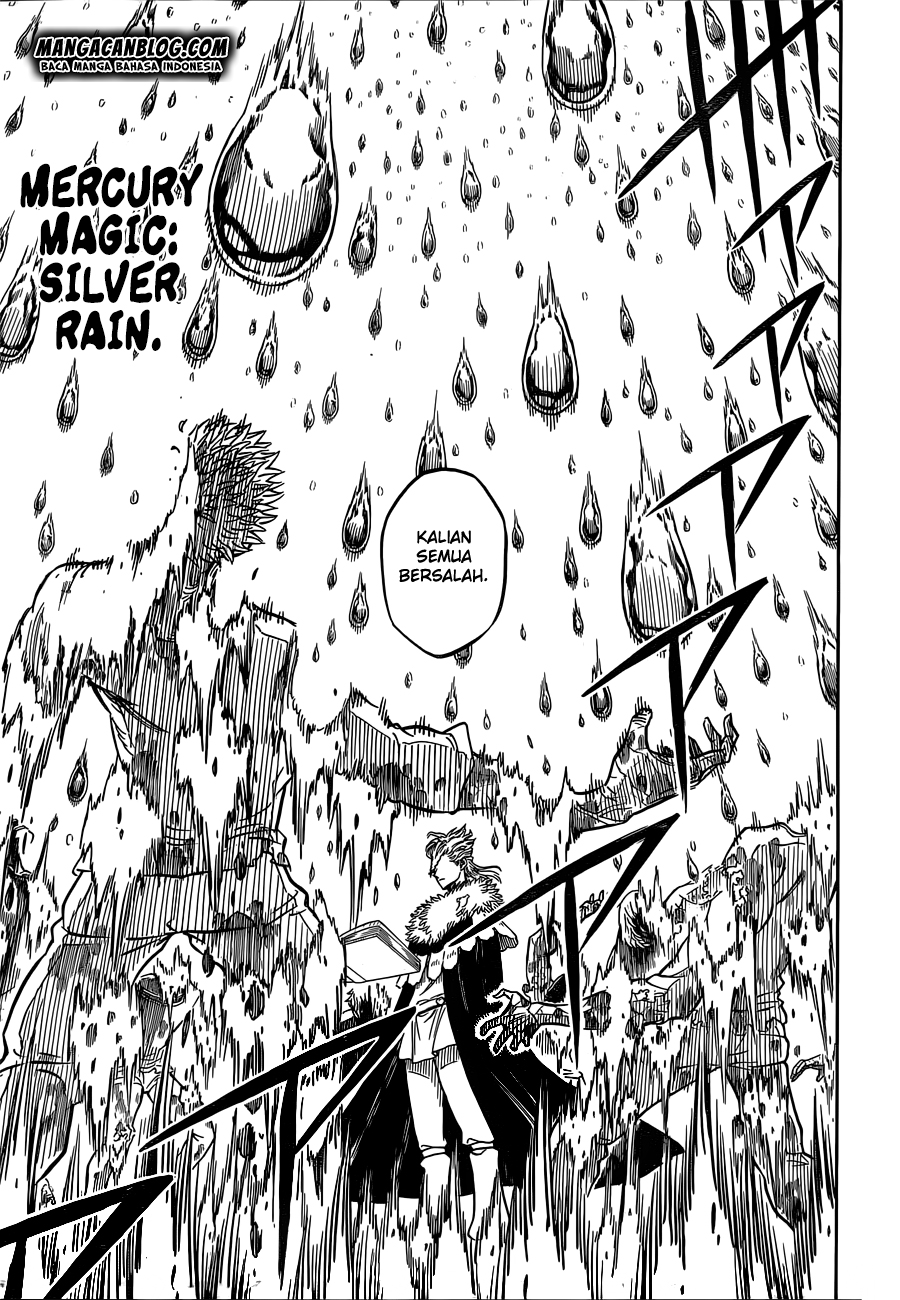 MANGACANBLOG.COM
BACA MANGA BAHASA INDONESIA
MERCURY
MAGIC:
SILVER
RAIN.
KALIAN
SEMUA
BERSALAH.